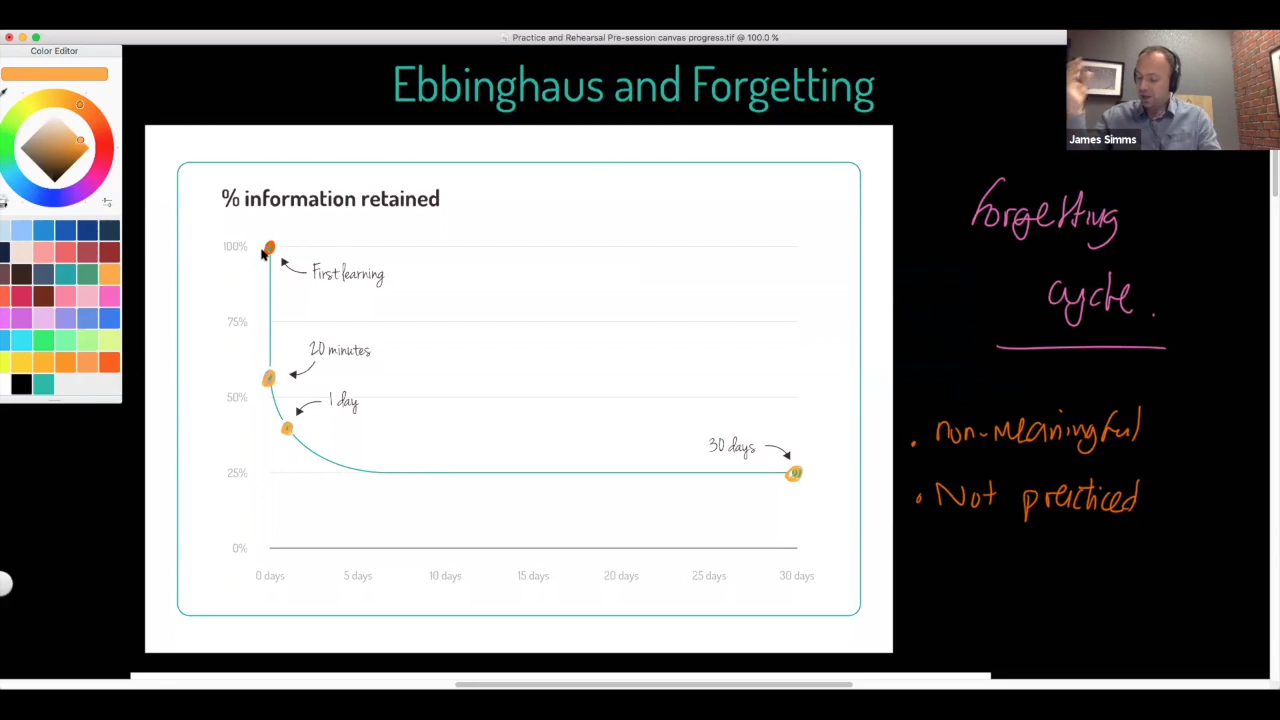 Practice and Rehearsal Pre-session canvas progress.tif @ 100.0 %
Color Editor
Ebbinghaus and Forgetting
James Simms
% information retained
100%
First learning
75%
20 minutes
50%
1 day
30 days
25%
0%
0 days 5 days 10 days 15 days 20 days 25 days 30 days
Forgetting
cycle.
• non-meaningful
• Not practiced